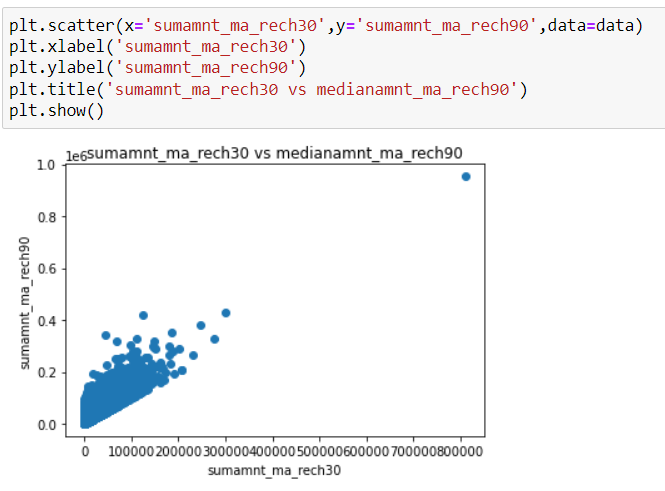 plt.scatter(x='sumamnt_ma_rech30',y='sumamnt_ma_rech90',data=data)
plt.xlabel('sumamnt_ma_rech30')
plt.ylabel('sumamnt_ma_rech90')
plt.title('sumamnt_ma_rech30 vs medianamnt_ma_rech90')
plt.show()
1e6
sumamnt_ma_rech30 vs medianamnt_ma_rech90
1.0
0.8
0.6
0.4
0.2
0.0
sumamnt_ma_rech90
0 100000 200000 300000 400000 500000 600000 700000 800000
sumamnt_ma_rech30